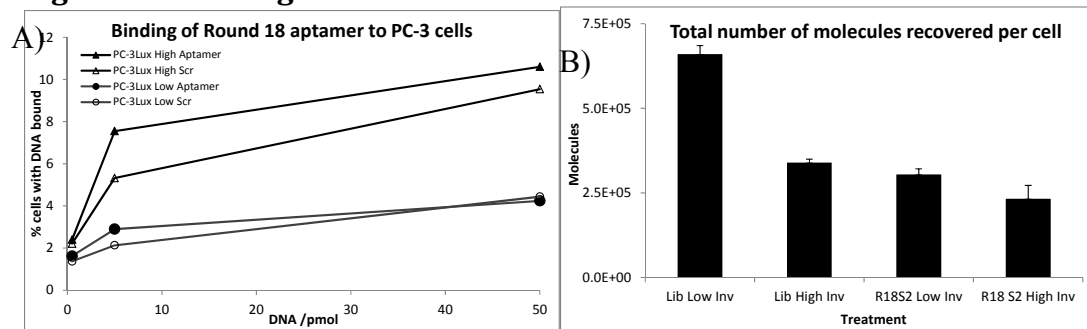 A)
Binding of Round 18 aptamer to PC-3 cells
PC-3Lux High Aptamer
PC-3Lux High Scr
PC-3Lux Low Aptamer
PC-3Lux Low Scr
% cells with DNA bound
12
10
8
6
4
2
0
0
10
20
30
40
50
DNA /pmol
B)
Total number of molecules recovered per cell
Molecules
7.5E+05
5.0E+05
2.5E+05
0.0E+00
Lib Low Inv
Lib High Inv
R18S2 Low Inv
R18 S2 High Inv
Treatment